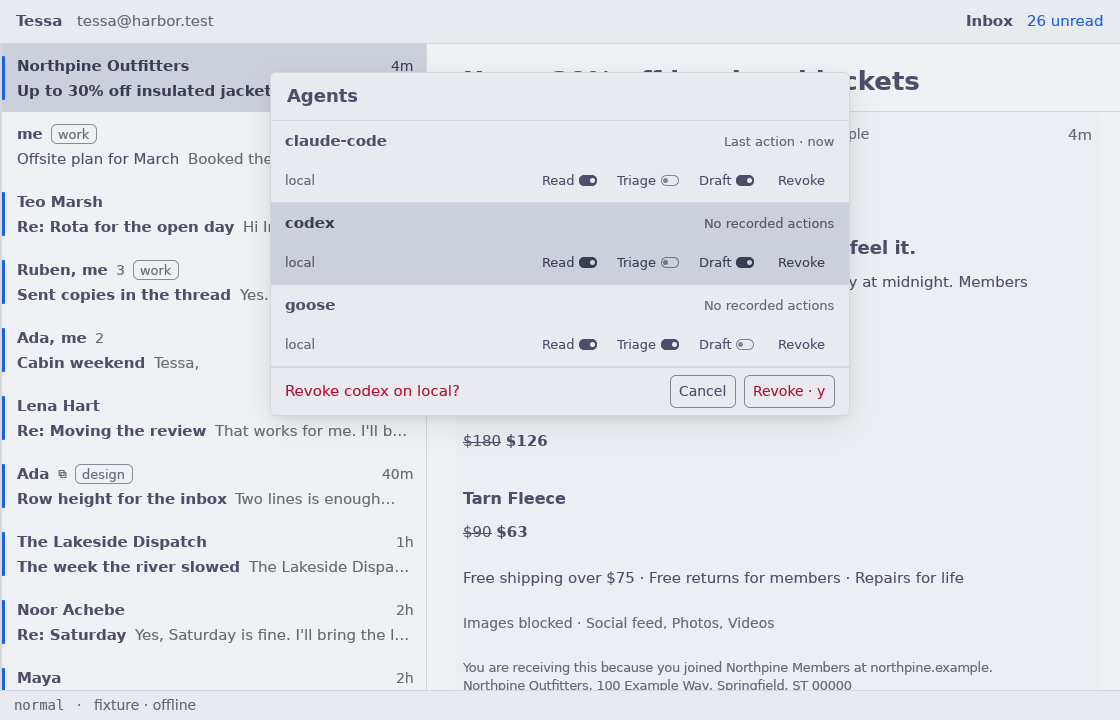 Tessa tessa@harbor.test
Inbox 26 unread
Northpine Outfitters 4m
Up to 30% off insulated jacket
me work
Offsite plan for March Booked the
Teo Marsh
Re: Rota for the open day
Ruben, me 3 work
Sent copies in the thread Yes.
Ada, me 2
Cabin weekend Tessa,
Lena Hart
Re: Moving the review That works for me. I'll b…
Ada design 40m
Row height for the inbox Two lines is enough…
The Lakeside Dispatch 1h
The week the river slowed The Lakeside Dispa…
Noor Achebe 2h
Re: Saturday Yes, Saturday is fine. I'll bring the l…
Maya 2h
Agents
claude-code Last action · now
local Read Triage Draft Revoke
codex No recorded actions
local Read Triage Draft Revoke
goose No recorded actions
local Read Triage Draft Revoke
Revoke codex on local? Cancel Revoke · y
ckets
ple 4m
feel it.
y at midnight. Members
$180 $126
Tarn Fleece
$90 $63
Free shipping over $75 · Free returns for members · Repairs for life
Images blocked · Social feed, Photos, Videos
You are receiving this because you joined Northpine Members at northpine.example.
Northpine Outfitters, 100 Example Way, Springfield, ST 00000
normal · fixture · offline